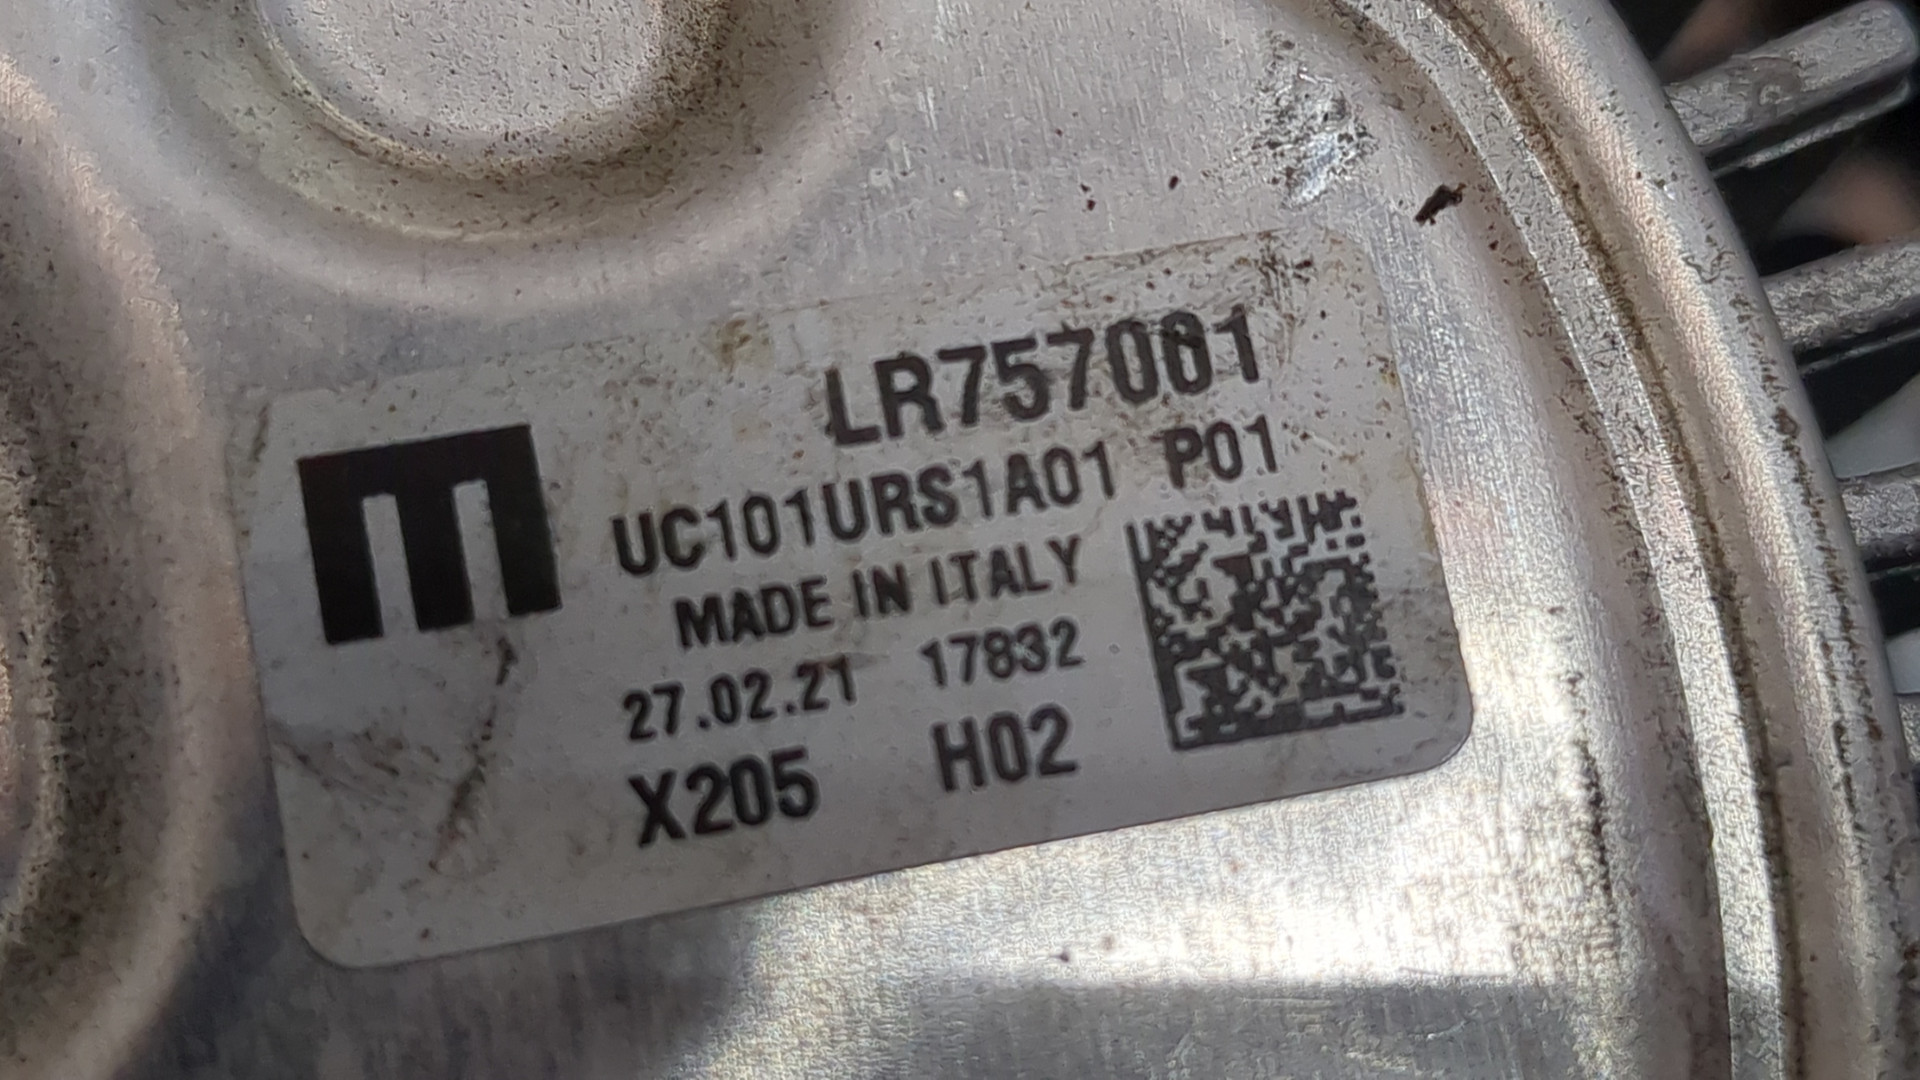 LR757001
UC101URS1A01 P01
MADE IN ITALY
27.02.21 17832
X205 H02